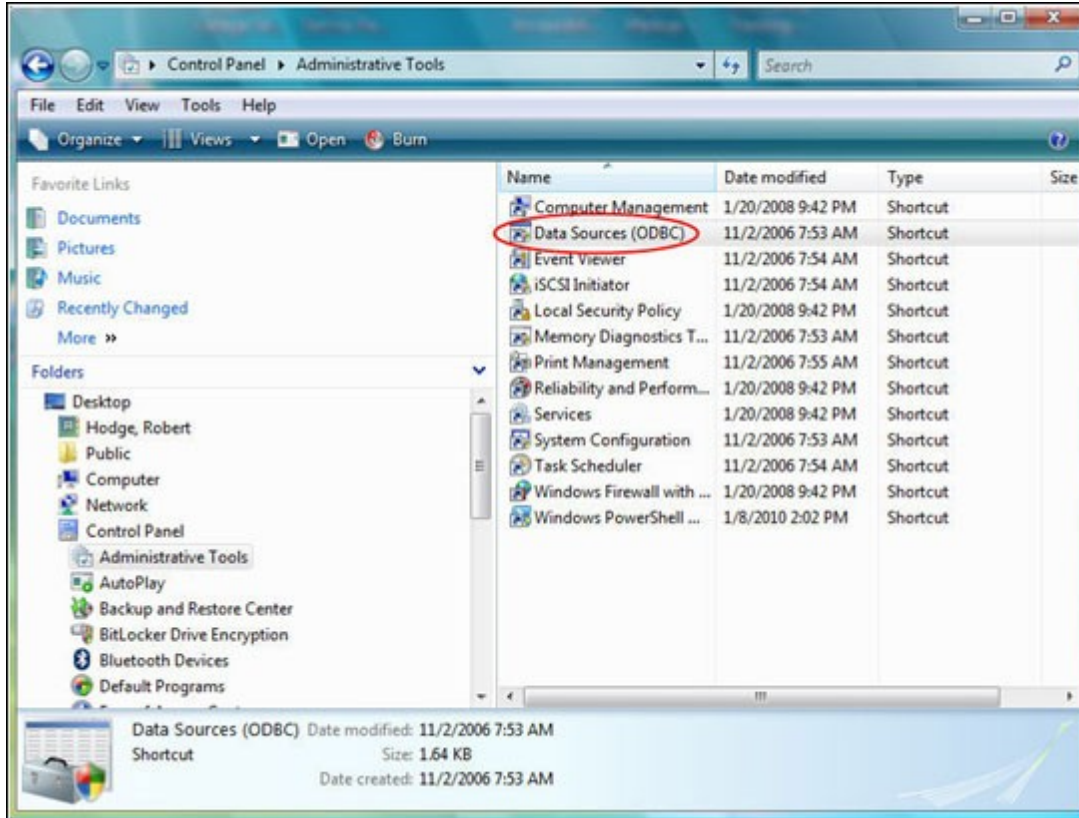 Control Panel ▸ Administrative Tools
Search
File Edit View Tools Help
Organize Views Open Burn
Favorite Links
Documents
Pictures
Music
Recently Changed
More »
Folders
Desktop
Hodge, Robert
Public
Computer
Network
Control Panel
Administrative Tools
AutoPlay
Backup and Restore Center
BitLocker Drive Encryption
Bluetooth Devices
Default Programs
Name Date modified Type Size
Computer Management 1/20/2008 9:42 PM Shortcut
Data Sources (ODBC) 11/2/2006 7:53 AM Shortcut
Event Viewer 11/2/2006 7:54 AM Shortcut
iSCSI Initiator 11/2/2006 7:54 AM Shortcut
Local Security Policy 1/20/2008 9:42 PM Shortcut
Memory Diagnostics T... 11/2/2006 7:53 AM Shortcut
Print Management 11/2/2006 7:55 AM Shortcut
Reliability and Perform... 1/20/2008 9:42 PM Shortcut
Services 1/20/2008 9:42 PM Shortcut
System Configuration 11/2/2006 7:53 AM Shortcut
Task Scheduler 11/2/2006 7:54 AM Shortcut
Windows Firewall with ... 1/20/2008 9:42 PM Shortcut
Windows PowerShell ... 1/8/2010 2:02 PM Shortcut
Data Sources (ODBC) Date modified: 11/2/2006 7:53 AM
Shortcut Size: 1.64 KB
Date created: 11/2/2006 7:53 AM